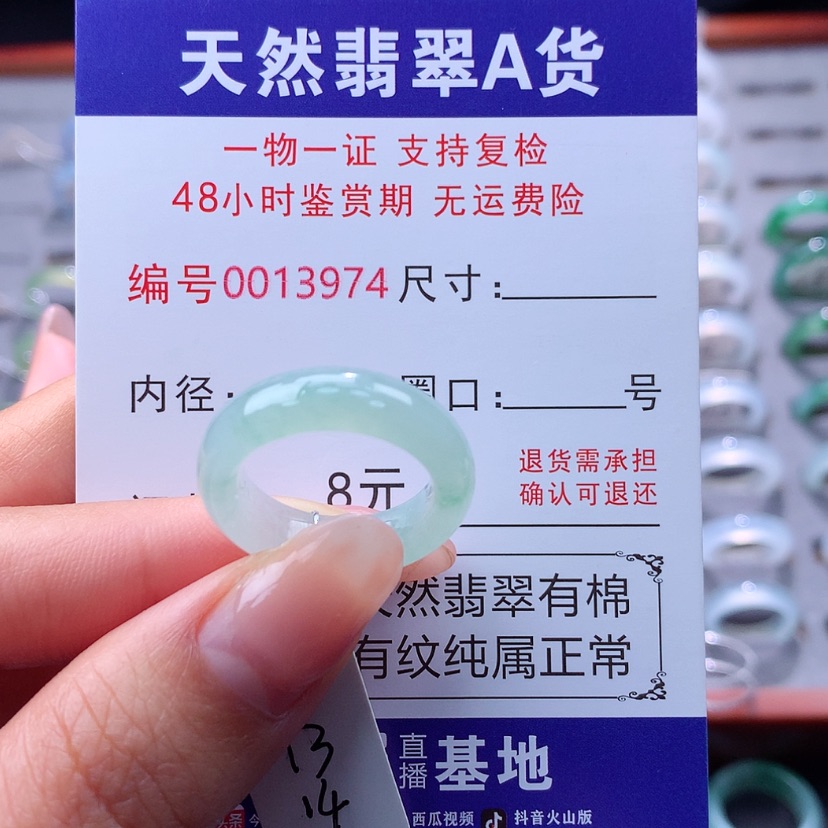 天然翡翠A货
一物一证 支持复检
48小时鉴赏期 无运费险
编号0013974 尺寸:
内径: 圈口: 号
8元
退货需承担
确认可退还
天然翡翠有棉
有纹纯属正常
直播 基地
13
14
头条 今 西瓜视频 抖音火山版